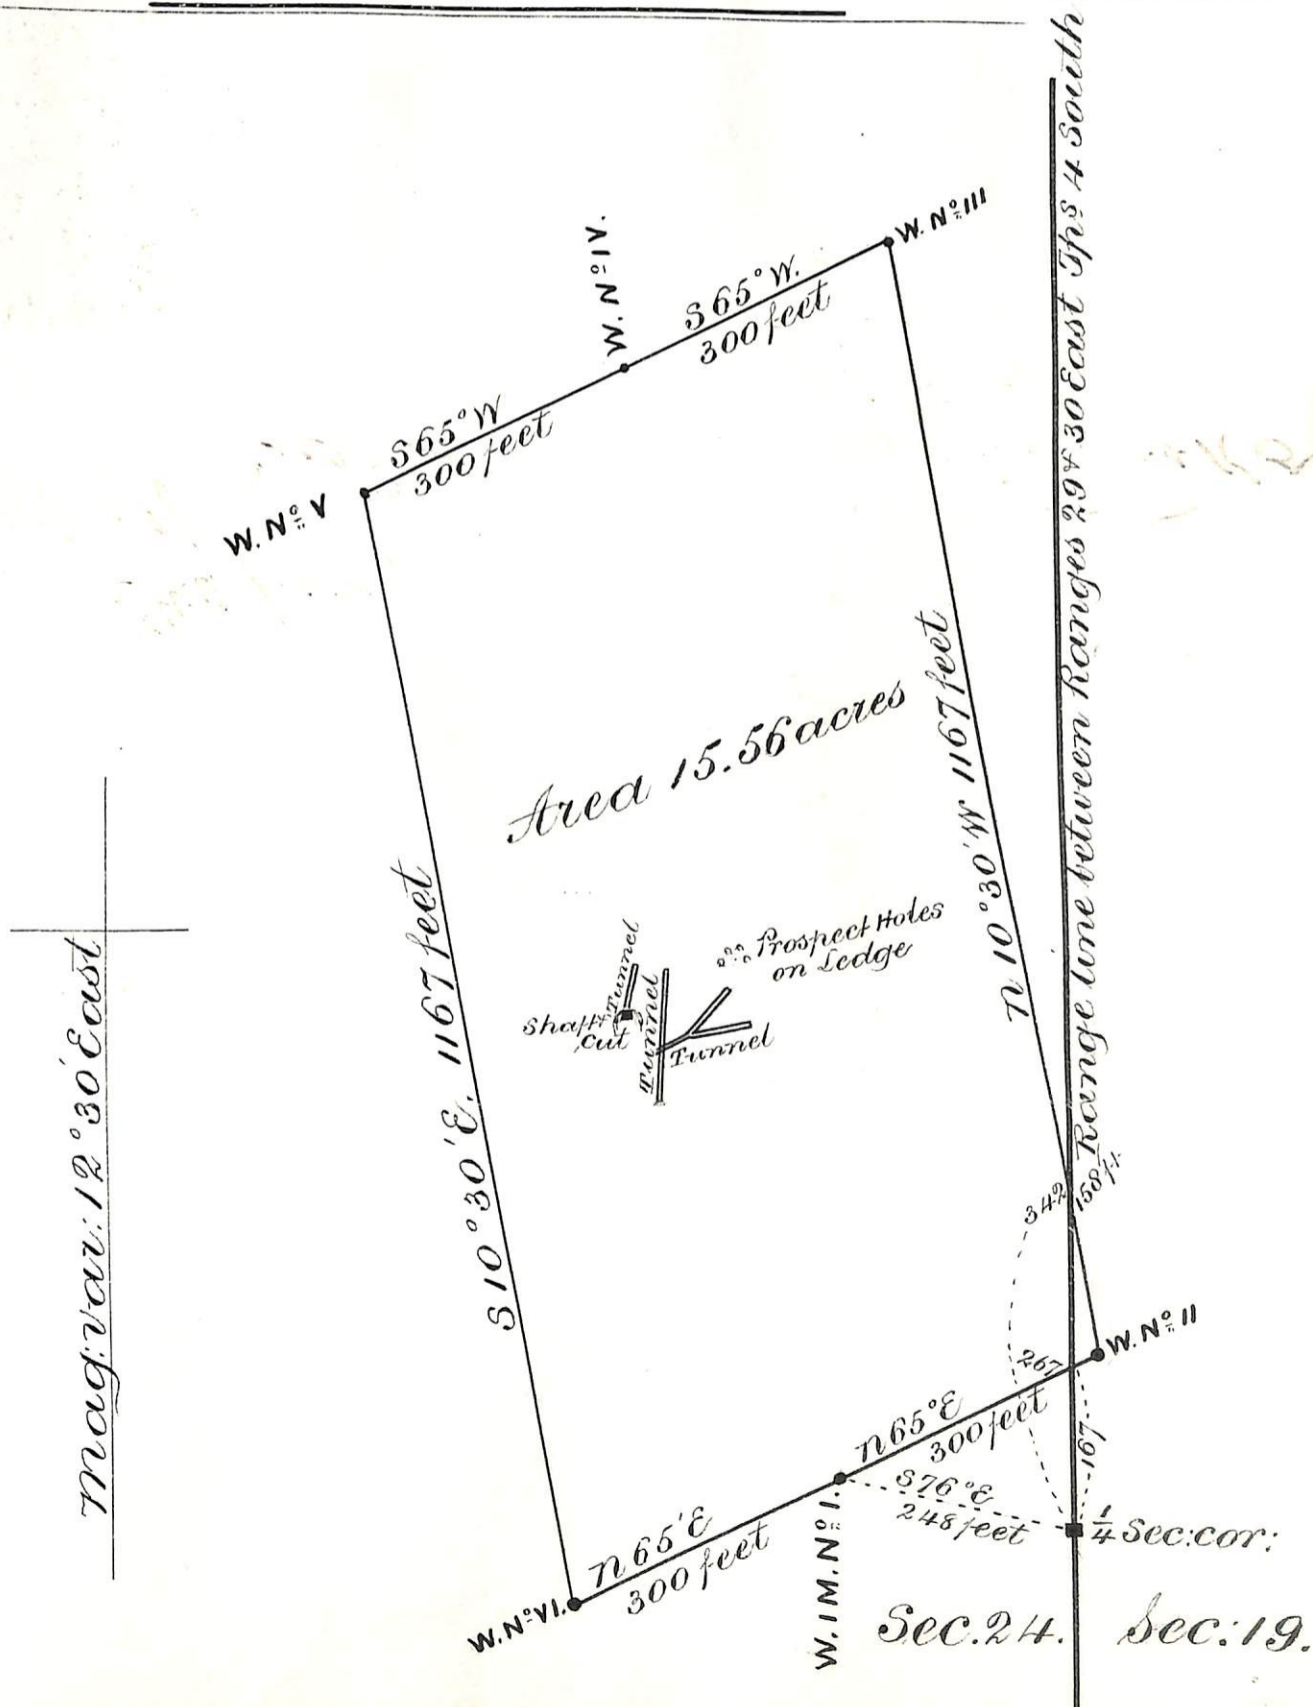 Range Line between Ranges 29 & 30 East Tps 4 South
W. No. III
W. No. IV.
S 65° W.
300 feet
S 65° W
300 feet
W. No. V
N 10° 30' W. 1167 feet
Area 15.56 acres
S 10° 30' E. 1167 feet
Prospect Holes
on Ledge
Tunnel
Shaft &
Cut
Tunnel
Tunnel
Mag: var: 12° 30' East
342
158 ft
267
W. No. II
N 65° E
300 feet
167
S 76° E
248 feet
1/4 Sec: cor:
N 65' E
300 feet
W. No. VI.
W. I M. No. I.
Sec. 24.
Sec: 19.